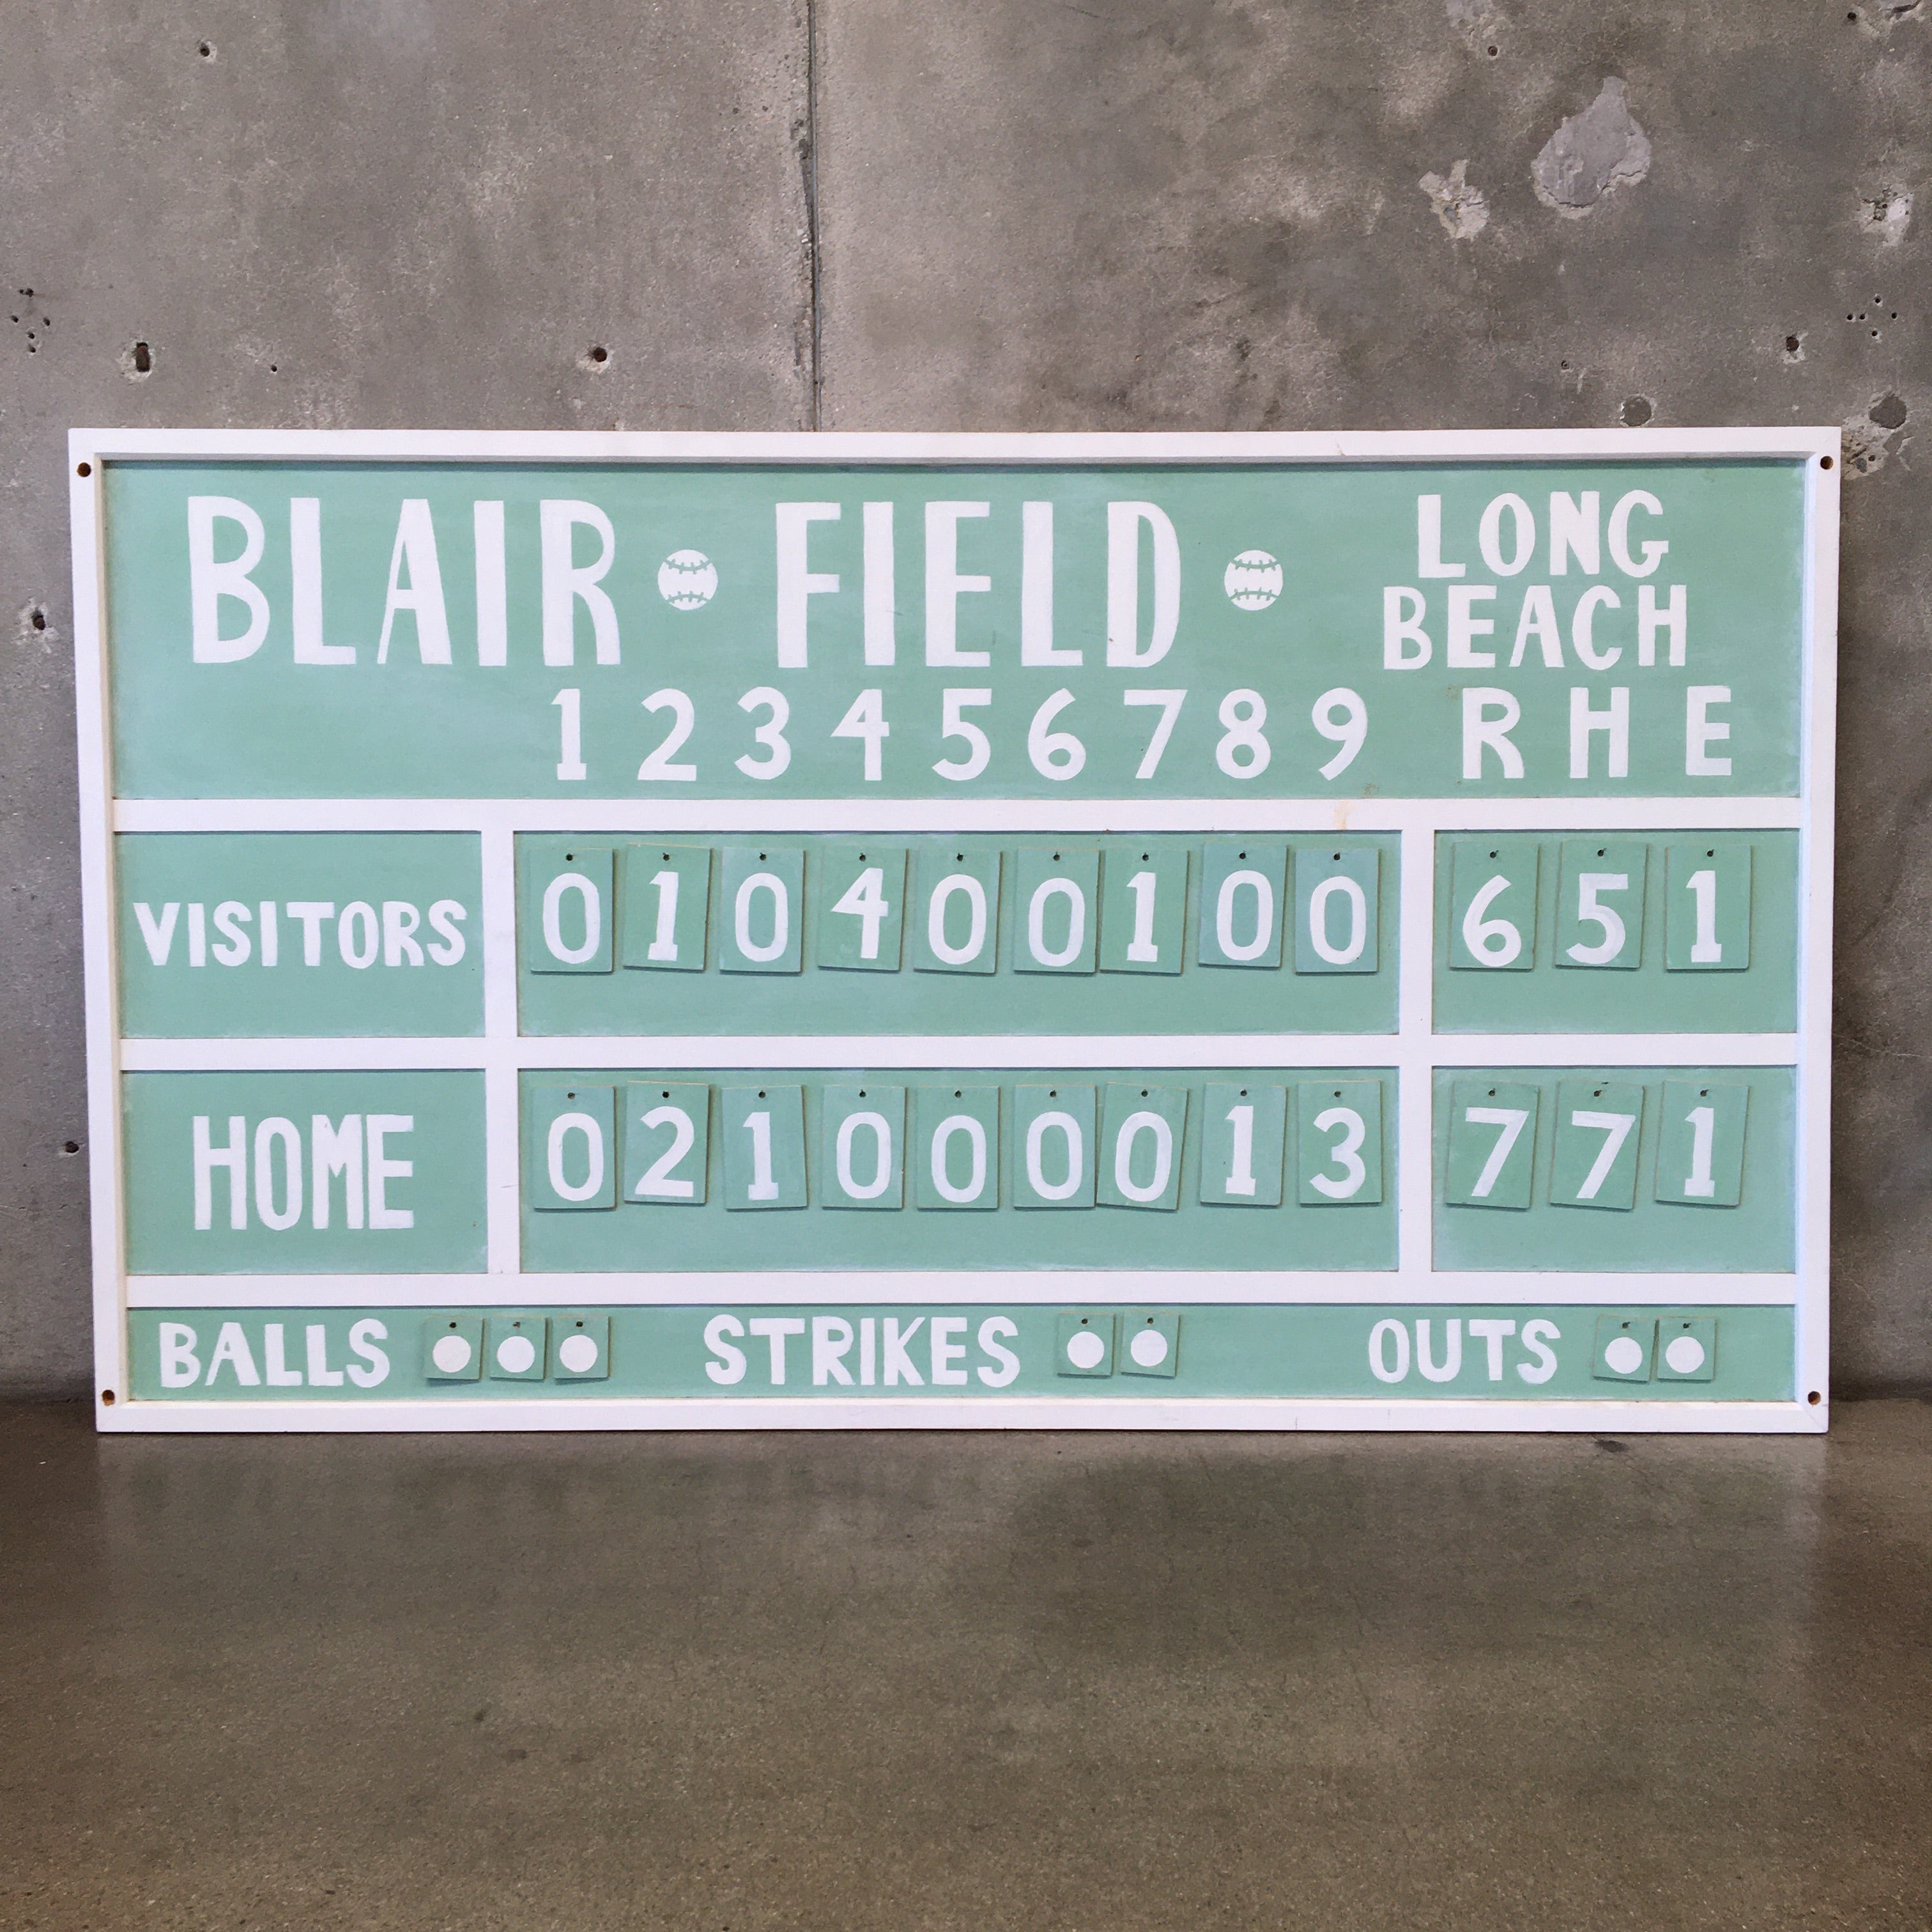 BLAIR FIELD LONG BEACH
1 2 3 4 5 6 7 8 9 R H E
VISITORS 0 1 0 4 0 0 1 0 0 6 5 1
HOME 0 2 1 0 0 0 0 1 3 7 7 1
BALLS STRIKES OUTS